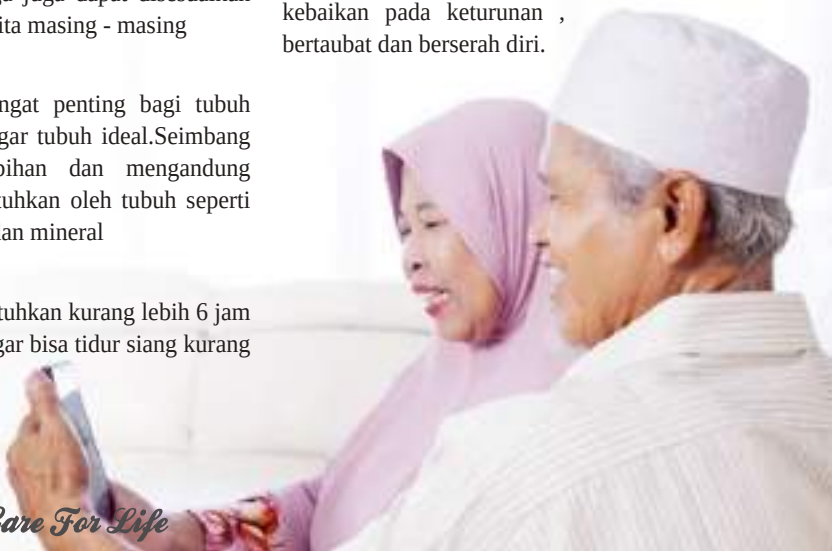 ita masing - masing
ngat penting bagi tubuh
gar tubuh ideal.Seimbang
bihan dan mengandung
tuhkan oleh tubuh seperti
lan mineral
tuhkan kurang lebih 6 jam
gar bisa tidur siang kurang
kebaikan pada keturunan ,
bertaubat dan berserah diri.
Care For Life